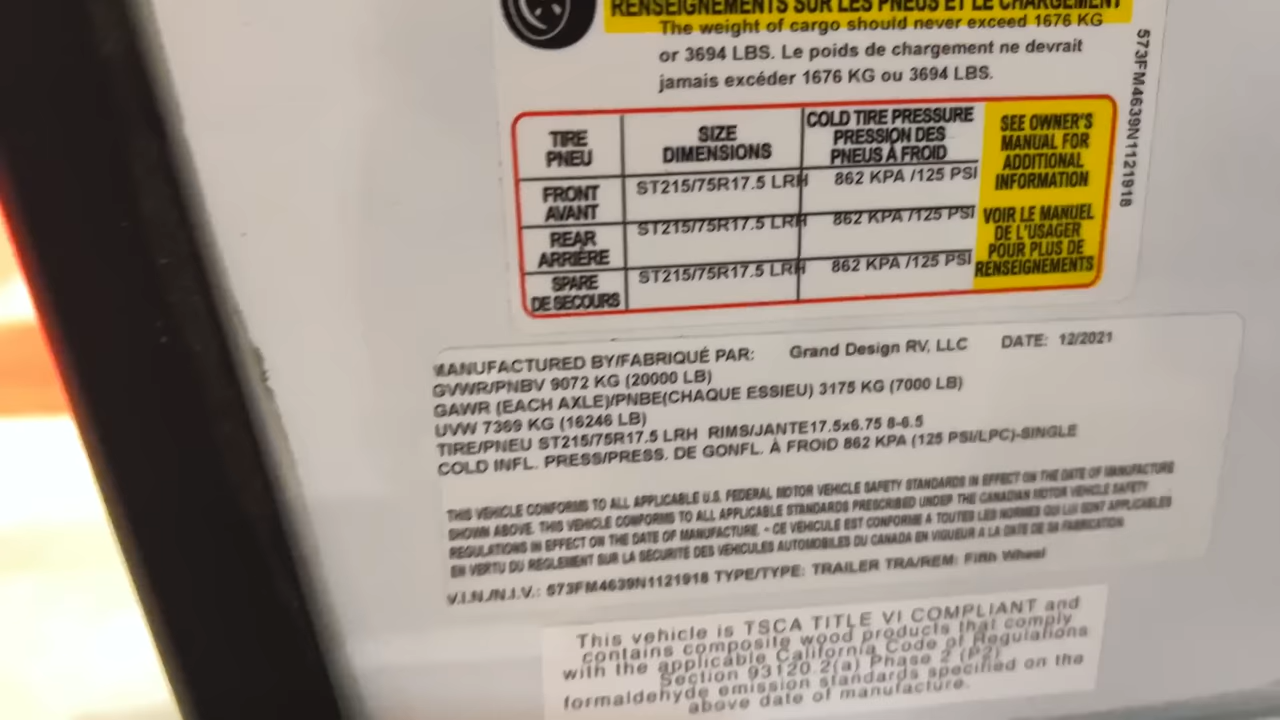 RENSEIGNEMENTS SUR LES PNEUS ET LE CHARGEMENT
The weight of cargo should never exceed 1676 KG
or 3694 LBS. Le poids de chargement ne devrait
jamais excéder 1676 KG ou 3694 LBS.
573FM4639N1121918
TIRE
PNEU
SIZE
DIMENSIONS
COLD TIRE PRESSURE
PRESSION DES
PNEUS À FROID
FRONT
AVANT
ST215/75R17.5 LRH
862 KPA /125 PSI
REAR
ARRIÈRE
ST215/75R17.5 LRH
862 KPA /125 PSI
SPARE
DE SECOURS
ST215/75R17.5 LRH
862 KPA /125 PSI
SEE OWNER'S
MANUAL FOR
ADDITIONAL
INFORMATION
VOIR LE MANUEL
DE L'USAGER
POUR PLUS DE
RENSEIGNEMENTS
MANUFACTURED BY/FABRIQUÉ PAR: Grand Design RV, LLC DATE: 12/2021
GVWR/PNBV 9072 KG (20000 LB)
GAWR (EACH AXLE)/PNBE(CHAQUE ESSIEU) 3175 KG (7000 LB)
UVW 7369 KG (16246 LB)
TIRE/PNEU ST215/75R17.5 LRH RIMS/JANTE17.5x6.75 8-6.5
COLD INFL. PRESS/PRESS. DE GONFL. À FROID 862 KPA (125 PSI/LPC)-SINGLE
THIS VEHICLE CONFORMS TO ALL APPLICABLE U.S. FEDERAL MOTOR VEHICLE SAFETY STANDARDS IN EFFECT ON THE DATE OF MANUFACTURE
SHOWN ABOVE. THIS VEHICLE CONFORMS TO ALL APPLICABLE STANDARDS PRESCRIBED UNDER THE CANADIAN MOTOR VEHICLE SAFETY
REGULATIONS IN EFFECT ON THE DATE OF MANUFACTURE. - CE VÉHICULE EST CONFORME A TOUTES LES NORMES QUI LUI SONT APPLICABLES
EN VERTU DU RÈGLEMENT SUR LA SÉCURITÉ DES VÉHICULES AUTOMOBILES DU CANADA EN VIGUEUR A LA DATE DE SA FABRICATION
V.I.N./N.I.V.: 573FM4639N1121918 TYPE/TYPE: TRAILER TRA/REM: Fifth Wheel
This vehicle is TSCA TITLE VI COMPLIANT and
contains composite wood products that comply
with the applicable California Code of Regulations
Section 93120.2(a) Phase 2 (P2)
formaldehyde emission standards specified on the
above date of manufacture.